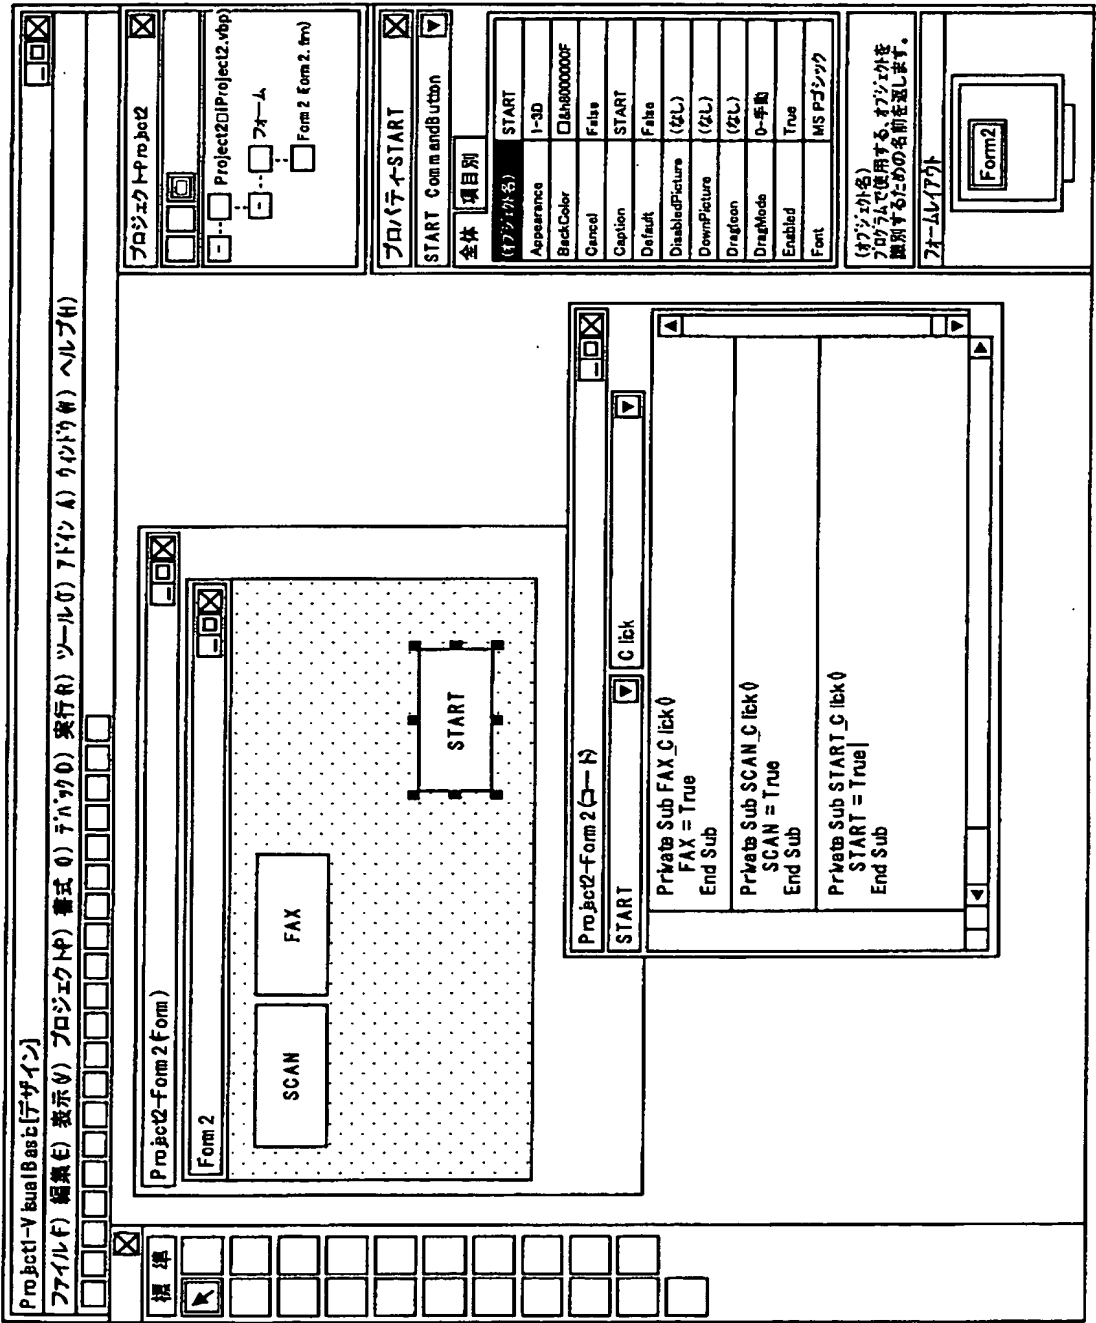 Project1-VisualBasic[デザイン]
ファイル(F) 編集(E) 表示(V) プロジェクト(P) 書式(O) デバック(D) 実行(R) ツール(T) アドイン(A) ウィンドウ(W) ヘルプ(H)
標準
Project2-Form2(Form)
Form2
SCAN
FAX
START
Project2-Form2(コード)
START
Click
Private Sub FAX_Click()
FAX = True
End Sub
Private Sub SCAN_Click()
SCAN = True
End Sub
Private Sub START_Click()
START = True
End Sub
プロジェクト-Project2
Project2□(Project2.vbp)
フォーム
Form2 (Form2.frm)
プロパティ-START
START CommandButton
全体 項目別
(オブジェクト名) START
Appearance 1-3D
BackColor □&h8000000F
Cancel False
Caption START
Default False
DisabledPicture (なし)
DownPicture (なし)
DragIcon (なし)
DragMode 0-手動
Enabled True
Font MS Pゴシック
(オブジェクト名)
プログラムで使用する、オブジェクトを
識別するための名前を返します。
フォームレイアウト
Form2